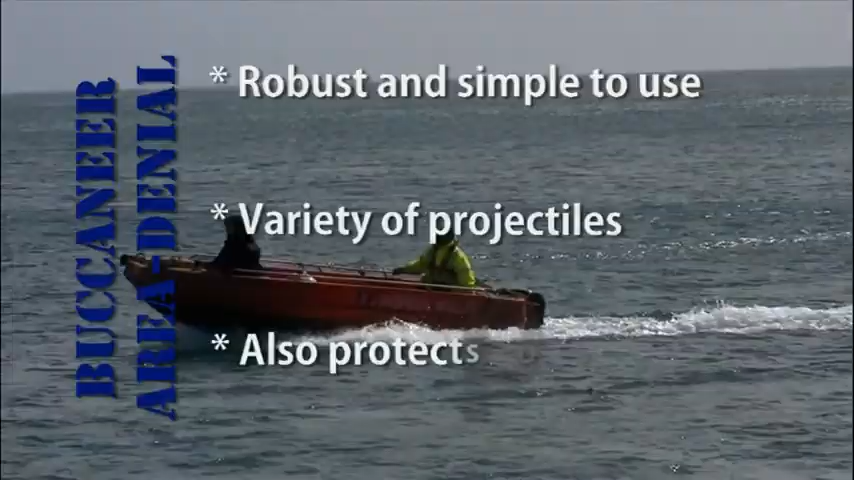 BUCCANEER
AREA-DENIAL
* Robust and simple to use
* Variety of projectiles
* Also protects